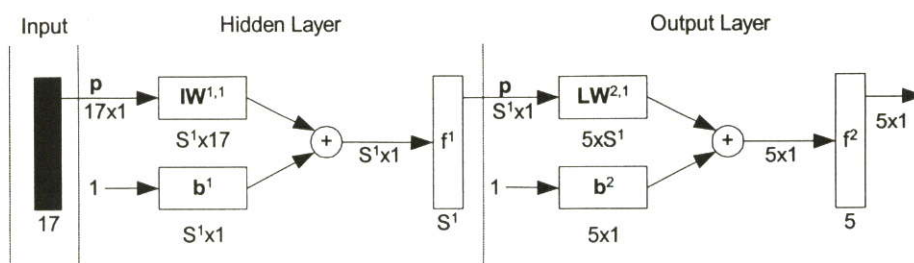 Input Hidden Layer Output Layer
p IW¹,¹ p LW²,¹
17x1 S¹x1 5x1
S¹x17 f¹ 5xS¹ f²
+ S¹x1 + 5x1
1 b¹ 1 b²
17 S¹x1 S¹ 5x1 5